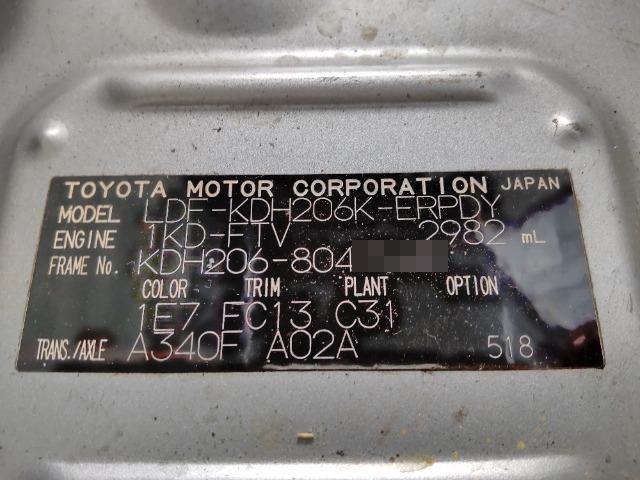 TOYOTA MOTOR CORPORATION JAPAN
MODEL LDF-KDH206K-ERPDY
ENGINE 1KD-FTV 2982 mL
FRAME No. KDH206-804
COLOR TRIM PLANT OPTION
1E7 FC13 C31
TRANS./AXLE A340F A02A 518